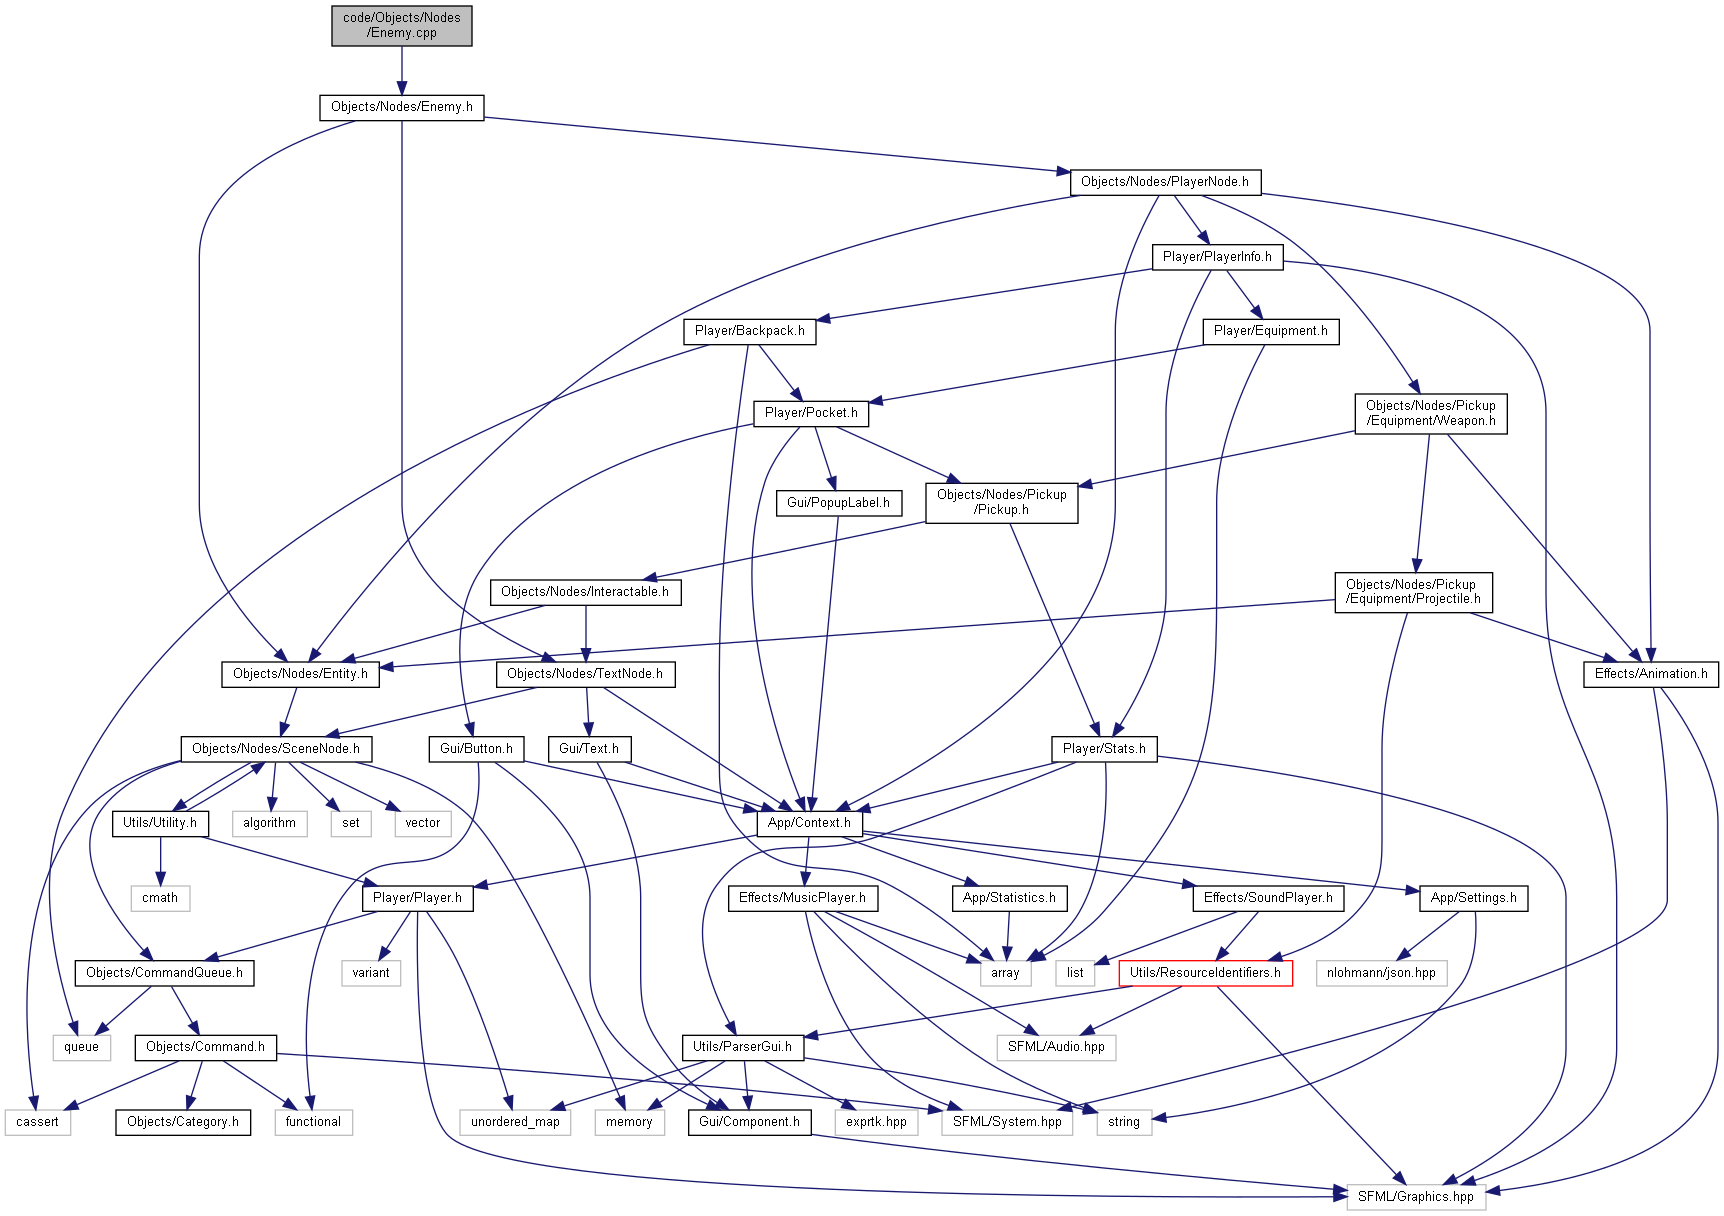 code/Objects/Nodes
/Enemy.cpp
Objects/Nodes/Enemy.h
Objects/Nodes/PlayerNode.h
Player/PlayerInfo.h
Player/Backpack.h
Player/Equipment.h
Player/Pocket.h
Objects/Nodes/Pickup
/Equipment/Weapon.h
Gui/PopupLabel.h
Objects/Nodes/Pickup
/Pickup.h
Objects/Nodes/Interactable.h
Objects/Nodes/Pickup
/Equipment/Projectile.h
Objects/Nodes/Entity.h
Objects/Nodes/TextNode.h
Effects/Animation.h
Objects/Nodes/SceneNode.h
Gui/Button.h
Gui/Text.h
Player/Stats.h
Utils/Utility.h
algorithm
set
vector
App/Context.h
cmath
Player/Player.h
Effects/MusicPlayer.h
App/Statistics.h
Effects/SoundPlayer.h
App/Settings.h
Objects/CommandQueue.h
variant
array
list
Utils/ResourceIdentifiers.h
nlohmann/json.hpp
queue
Objects/Command.h
Utils/ParserGui.h
SFML/Audio.hpp
cassert
Objects/Category.h
functional
unordered_map
memory
Gui/Component.h
exprtk.hpp
SFML/System.hpp
string
SFML/Graphics.hpp